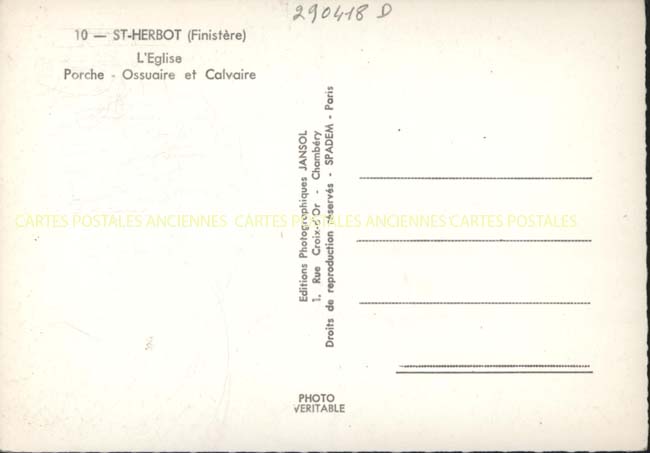 290418 D
10 — ST-HERBOT (Finistère)
L'Eglise
Porche - Ossuaire et Calvaire
Editions Photographiques JANSOL
1, Rue Croix-d'Or - Chambéry
Droits de reproduction réservés - SPADEM - Paris
CARTES POSTALES ANCIENNES CARTES POSTALES ANCIENNES CARTES POSTALES
PHOTO
VERITABLE